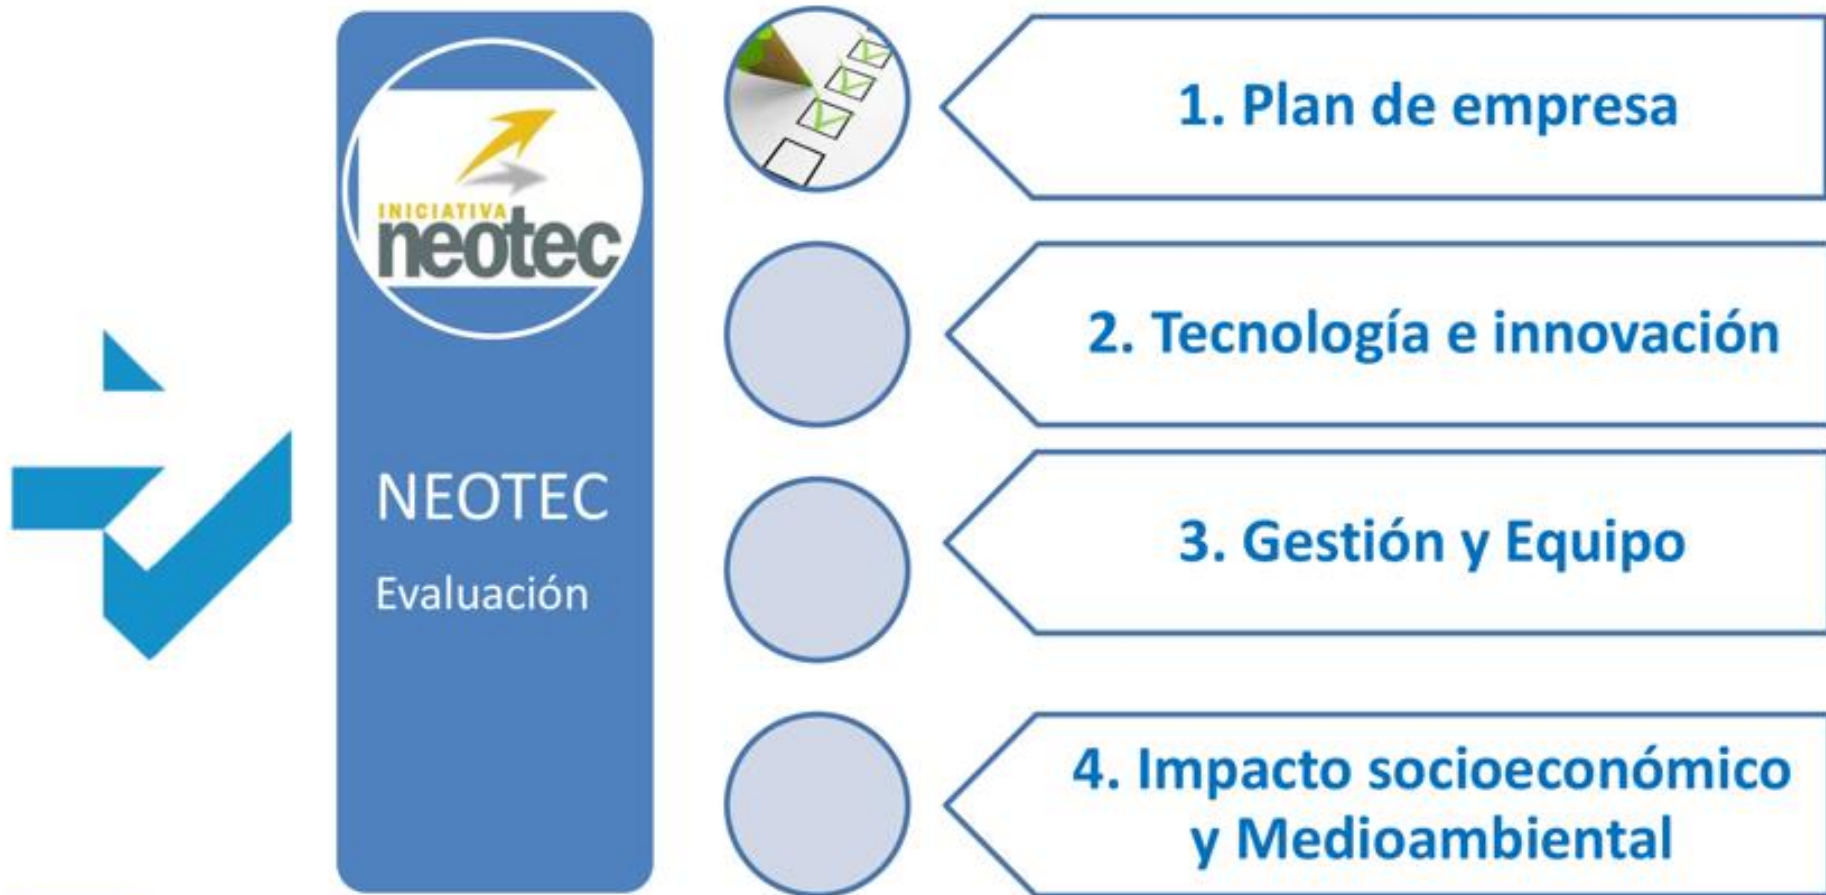 INICIATIVA
neotec
NEOTEC
Evaluación
1. Plan de empresa
2. Tecnología e innovación
3. Gestión y Equipo
4. Impacto socioeconómico
y Medioambiental